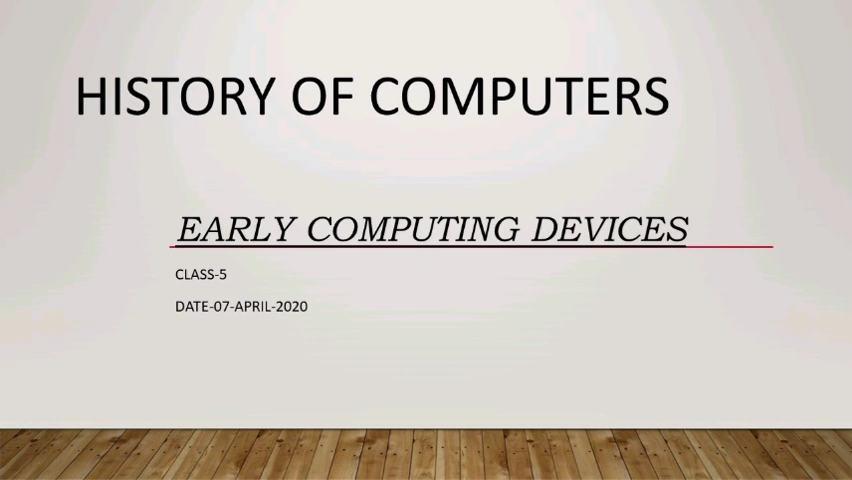 HISTORY OF COMPUTERS
EARLY COMPUTING DEVICES
CLASS-5
DATE-07-APRIL-2020